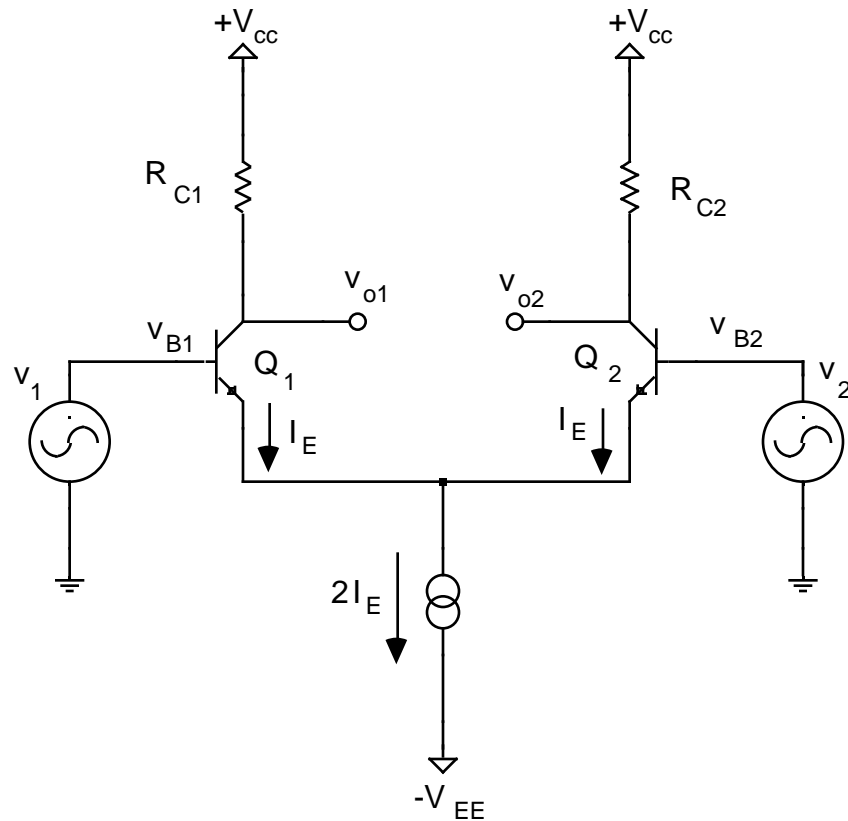 +Vcc +Vcc
RC1 RC2
vo1 vo2
vB1 vB2
v1 Q1 Q2 v2
IE IE
2IE
-VEE